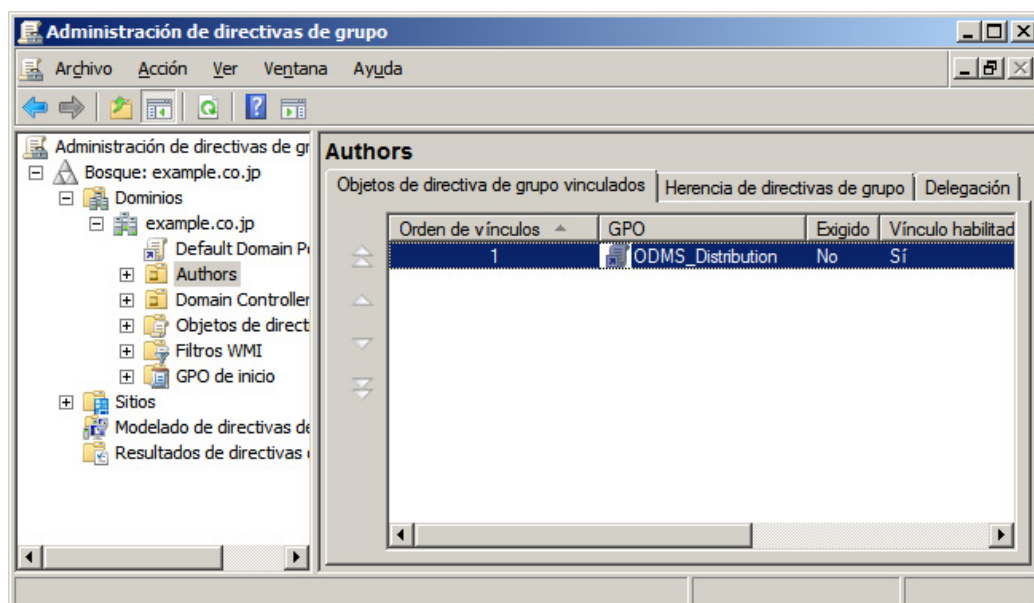 Administración de directivas de grupo
Archivo Acción Ver Ventana Ayuda
Administración de directivas de gr
Bosque: example.co.jp
Dominios
example.co.jp
Default Domain P
Authors
Domain Controller
Objetos de direct
Filtros WMI
GPO de inicio
Sitios
Modelado de directivas de
Resultados de directivas
Authors
Objetos de directiva de grupo vinculados Herencia de directivas de grupo Delegación
Orden de vínculos GPO Exigido Vínculo habilitad
1 ODMS_Distribution No Sí